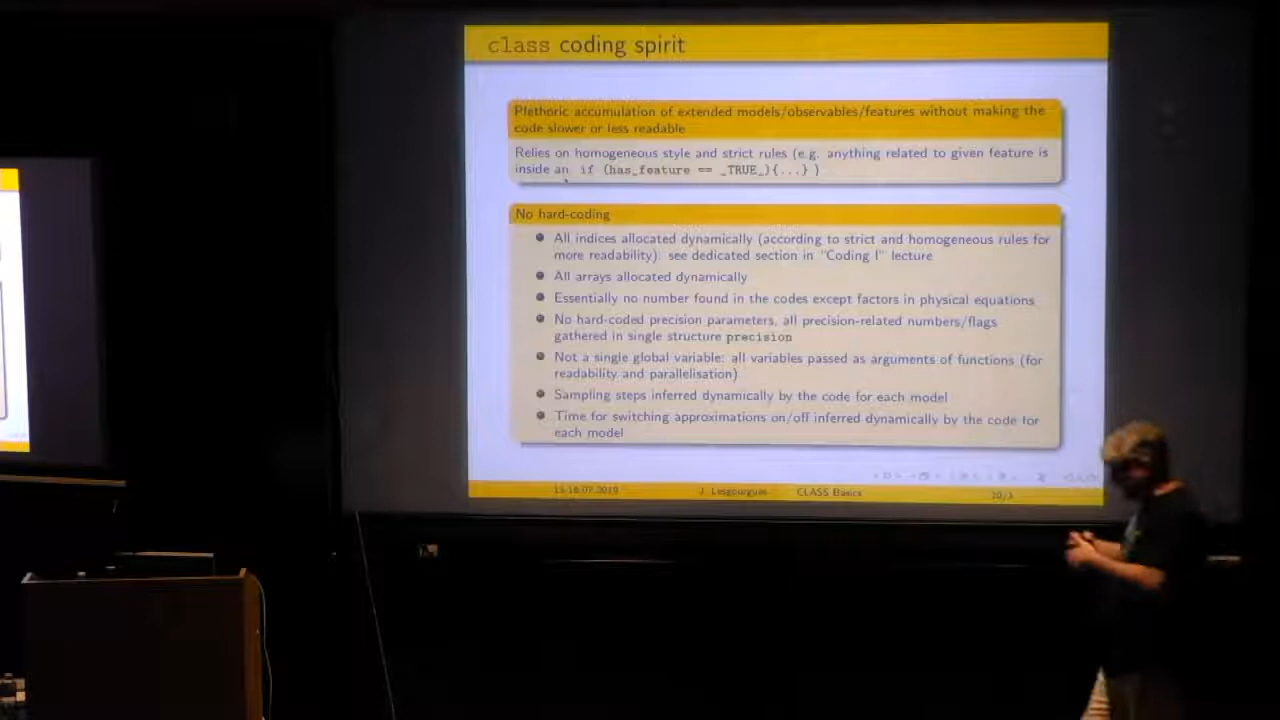 class coding spirit
Plethoric accumulation of extended models/observables/features without making the
code slower or less readable
Relies on homogeneous style and strict rules (e.g. anything related to given feature is
inside an if (has_feature == _TRUE_){...} )
No hard-coding
All indices allocated dynamically (according to strict and homogeneous rules for
more readability): see dedicated section in "Coding I" lecture
All arrays allocated dynamically
Essentially no number found in the codes except factors in physical equations
No hard-coded precision parameters, all precision-related numbers/flags
gathered in single structure precision
Not a single global variable: all variables passed as arguments of functions (for
readability and parallelisation)
Sampling steps inferred dynamically by the code for each model
Time for switching approximations on/off inferred dynamically by the code for
each model
J. Lesgourgues CLASS Basics